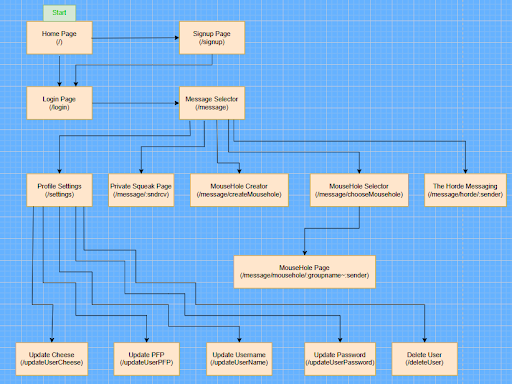 Start
Home Page
(/)
Signup Page
(/signup)
Login Page
(/login)
Message Selector
(/message)
Profile Settings
(/settings)
Private Squeak Page
(/message/:sndrcv)
MouseHole Creator
(/message/createMousehole)
MouseHole Selector
(/message/chooseMousehole)
The Horde Messaging
(/message/horde/:sender)
MouseHole Page
(/message/mousehole/:groupname~:sender)
Update Cheese
(/updateUserCheese)
Update PFP
(/updateUserPFP)
Update Username
(/updateUserName)
Update Password
(/updateUserPassword)
Delete User
(/deleteUser)